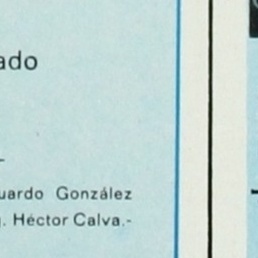 ado
uardo González
. Héctor Calva.-